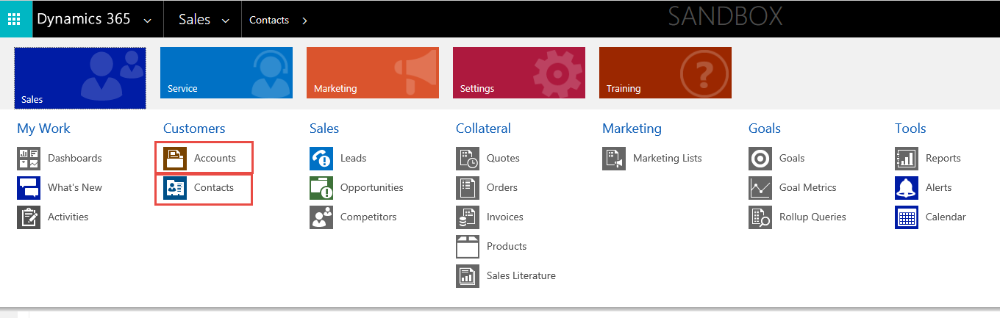 Dynamics 365
Sales
Contacts
SANDBOX
Sales
Service
Marketing
Settings
Training
My Work
Dashboards
What's New
Activities
Customers
Accounts
Contacts
Sales
Leads
Opportunities
Competitors
Collateral
Quotes
Orders
Invoices
Products
Sales Literature
Marketing
Marketing Lists
Goals
Goals
Goal Metrics
Rollup Queries
Tools
Reports
Alerts
Calendar